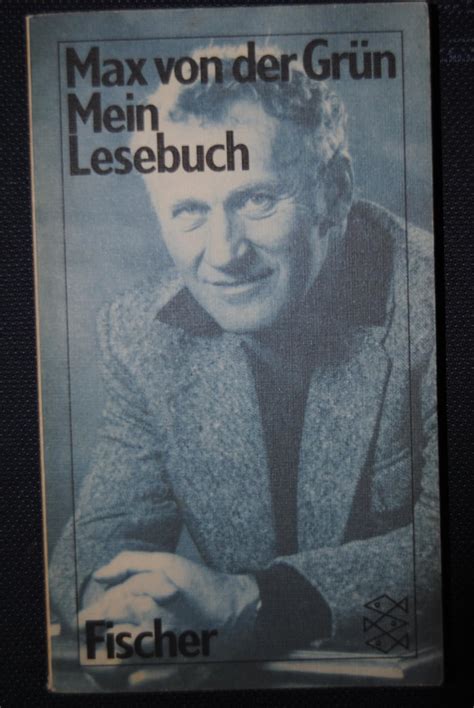 Max von der Grün
Mein
Lesebuch
Fischer